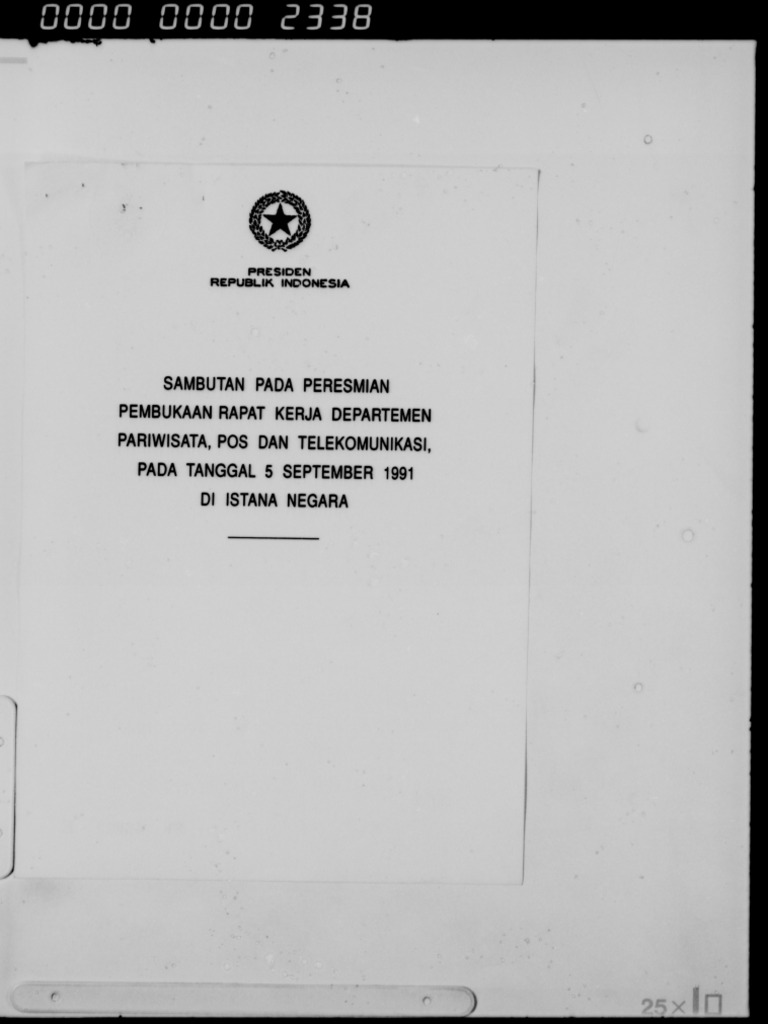 0000 0000 2338
PRESIDEN
REPUBLIK INDONESIA
SAMBUTAN PADA PERESMIAN
PEMBUKAAN RAPAT KERJA DEPARTEMEN
PARIWISATA, POS DAN TELEKOMUNIKASI,
PADA TANGGAL 5 SEPTEMBER 1991
DI ISTANA NEGARA
25×